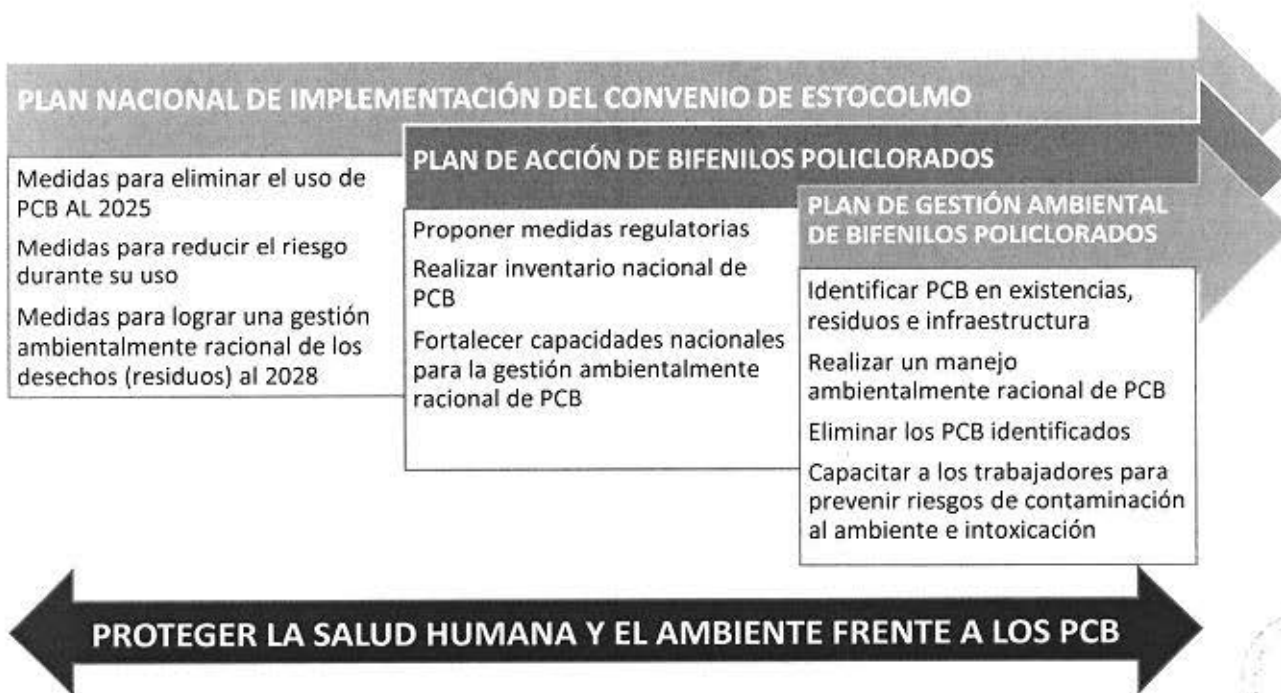 PLAN NACIONAL DE IMPLEMENTACIÓN DEL CONVENIO DE ESTOCOLMO
Medidas para eliminar el uso de
PCB AL 2025
Medidas para reducir el riesgo
durante su uso
Medidas para lograr una gestión
ambientalmente racional de los
desechos (residuos) al 2028
PLAN DE ACCIÓN DE BIFENILOS POLICLORADOS
Proponer medidas regulatorias
Realizar inventario nacional de
PCB
Fortalecer capacidades nacionales
para la gestión ambientalmente
racional de PCB
PLAN DE GESTIÓN AMBIENTAL
DE BIFENILOS POLICLORADOS
Identificar PCB en existencias,
residuos e infraestructura
Realizar un manejo
ambientalmente racional de PCB
Eliminar los PCB identificados
Capacitar a los trabajadores para
prevenir riesgos de contaminación
al ambiente e intoxicación
PROTEGER LA SALUD HUMANA Y EL AMBIENTE FRENTE A LOS PCB